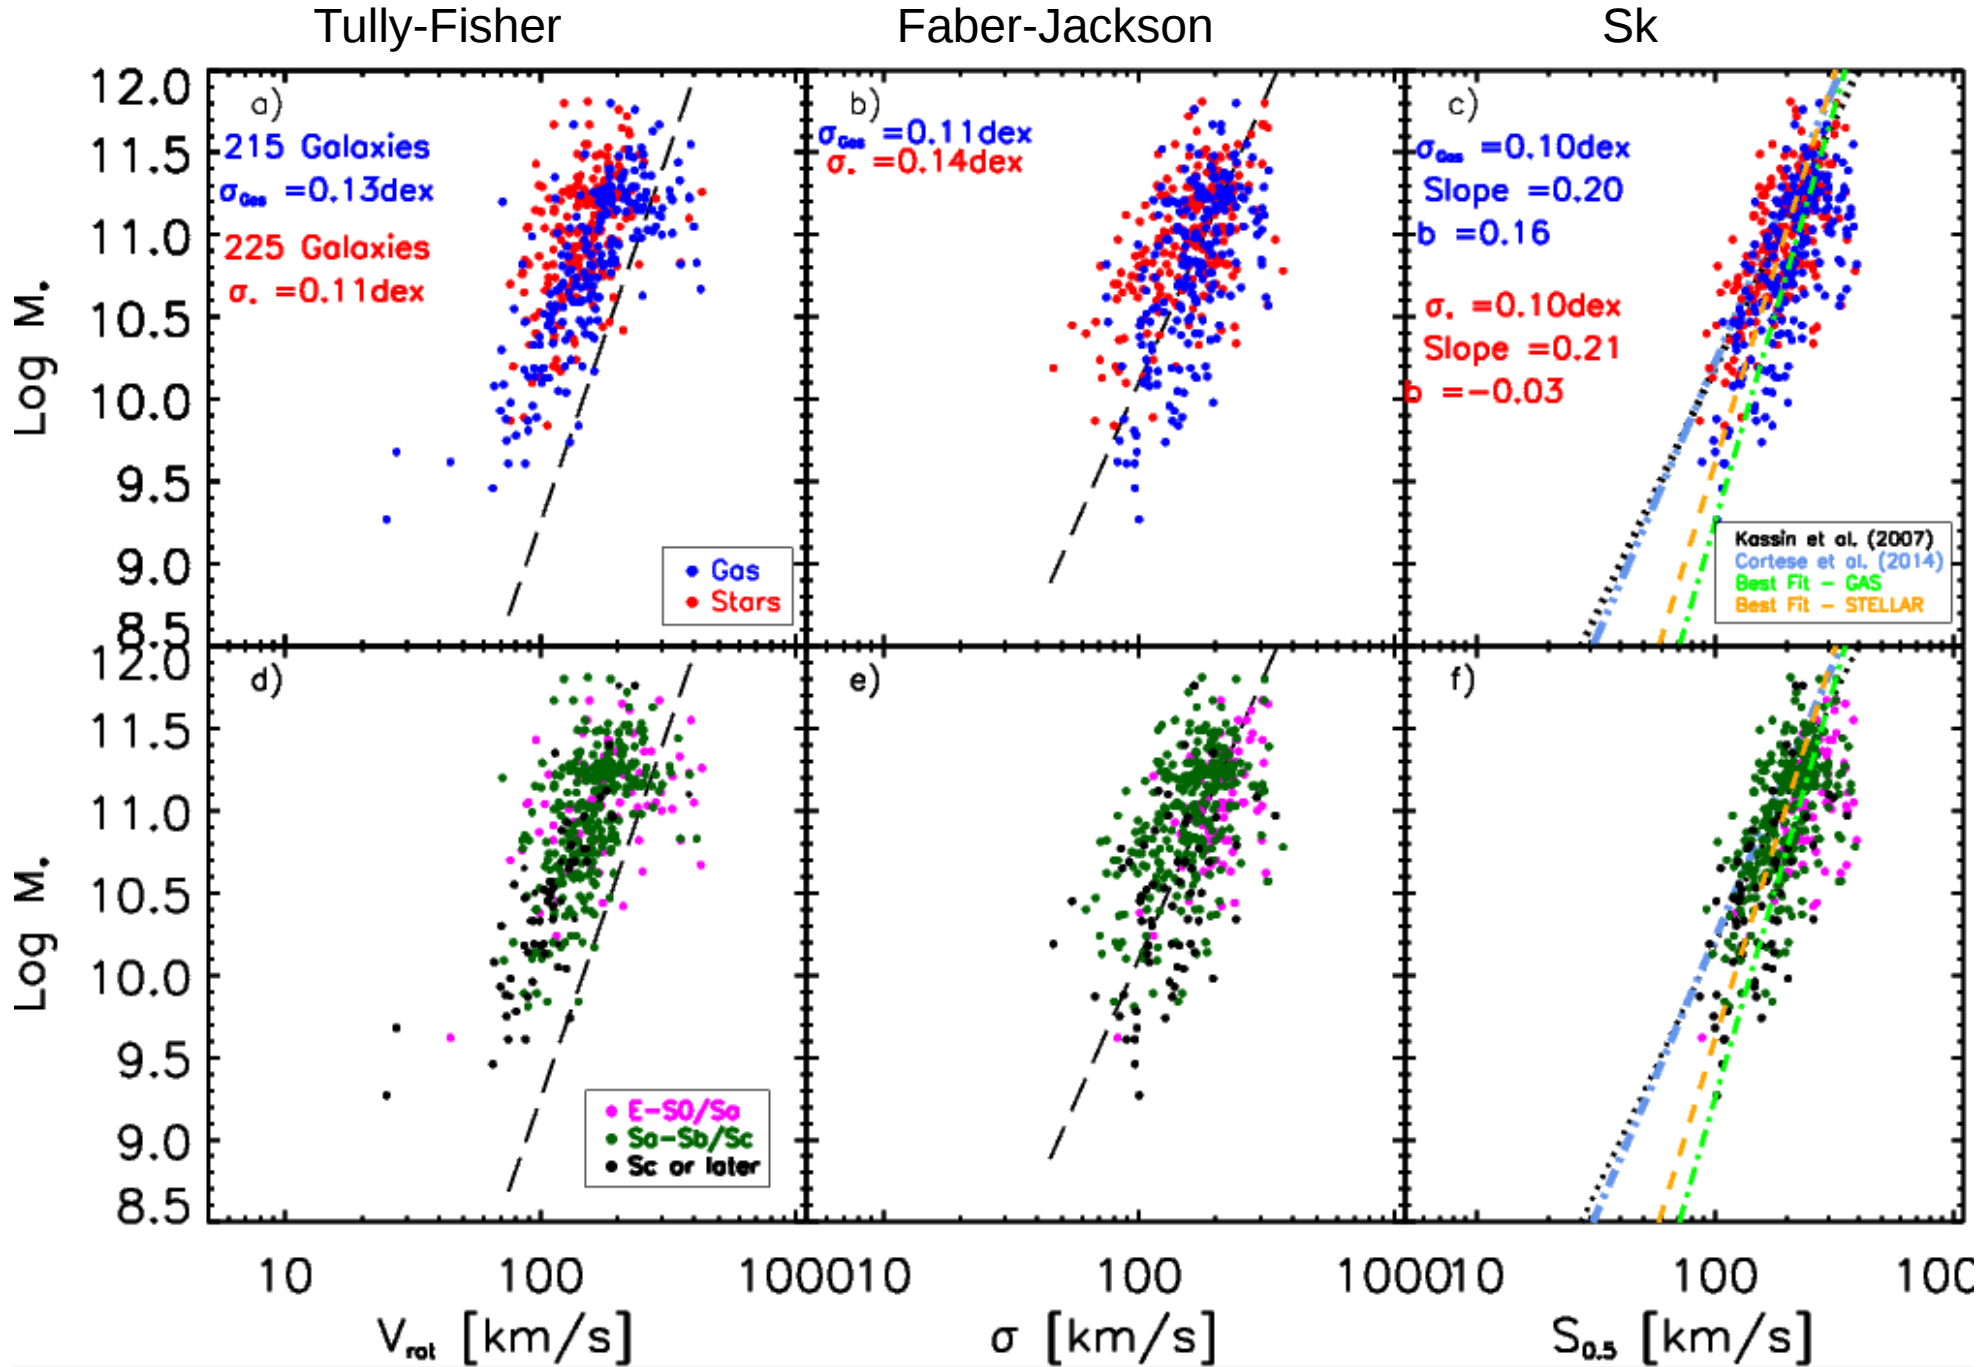 Tully-Fisher Faber-Jackson Sk
12.0
11.5
11.0
10.5
10.0
9.5
9.0
8.5
Log M*
a)
215 Galaxies
σGas =0.13dex
225 Galaxies
σ* =0.11dex
Gas
Stars
b)
σGas =0.11dex
σ* =0.14dex
c)
σGas =0.10dex
Slope =0.20
b =0.16
σ* =0.10dex
Slope =0.21
b =-0.03
Kassin et al. (2007)
Cortese et al. (2014)
Best Fit - GAS
Best Fit - STELLAR
12.0
11.5
11.0
10.5
10.0
9.5
9.0
8.5
Log M*
d)
E-S0/Sa
Sa-Sb/Sc
Sc or later
e)
f)
10 100 1000 10 100 1000 10 100 100
Vrot [km/s] σ [km/s] S0.5 [km/s]